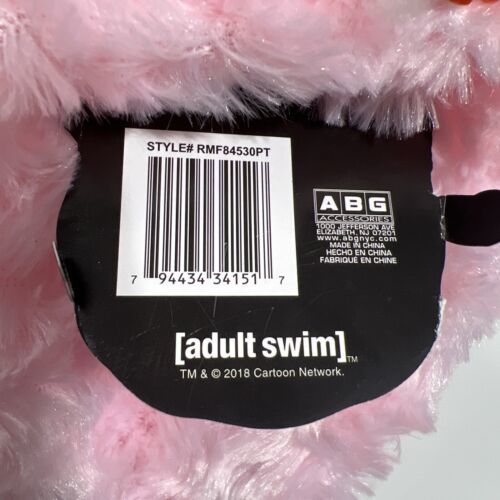 STYLE# RMF84530PT
7 94434 34151 7
ABG
ACCESSORIES
1000 JEFFERSON AVE
ELIZABETH, NJ 07201
www.abgnyc.com
MADE IN CHINA
HECHO EN CHINA
FABRIQUÉ EN CHINE
[adult swim]™
TM & © 2018 Cartoon Network.